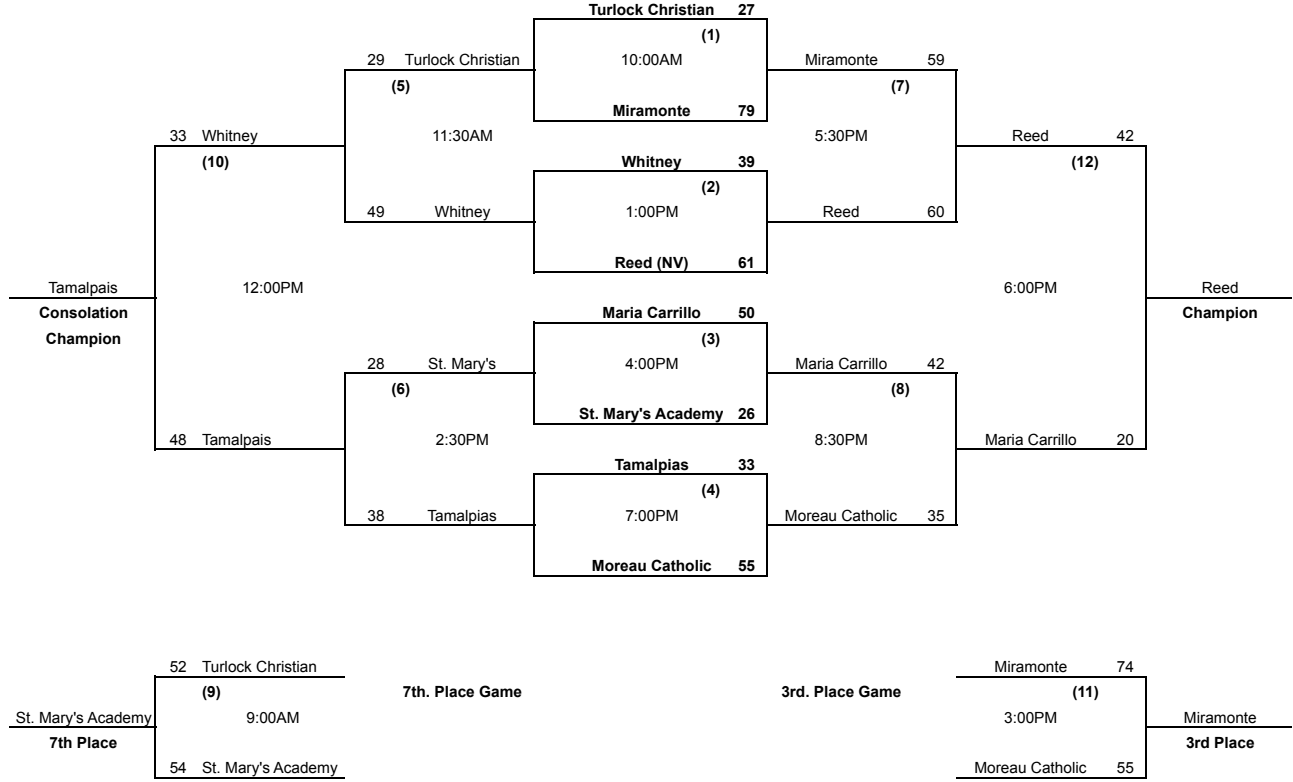 Turlock Christian 27
(1)
29 Turlock Christian 10:00AM Miramonte 59
(5) (7)
Miramonte 79
33 Whitney 11:30AM 5:30PM Reed 42
(10) Whitney 39 (12)
(2)
49 Whitney 1:00PM Reed 60
Reed (NV) 61
Tamalpais 12:00PM 6:00PM Reed
Consolation Maria Carrillo 50 Champion
Champion (3)
28 St. Mary's 4:00PM Maria Carrillo 42
(6) (8)
St. Mary's Academy 26
48 Tamalpais 2:30PM 8:30PM Maria Carrillo 20
Tamalpias 33
(4)
38 Tamalpias 7:00PM Moreau Catholic 35
Moreau Catholic 55
52 Turlock Christian Miramonte 74
(9) 7th. Place Game 3rd. Place Game (11)
St. Mary's Academy 9:00AM 3:00PM Miramonte
7th Place 3rd Place
54 St. Mary's Academy Moreau Catholic 55